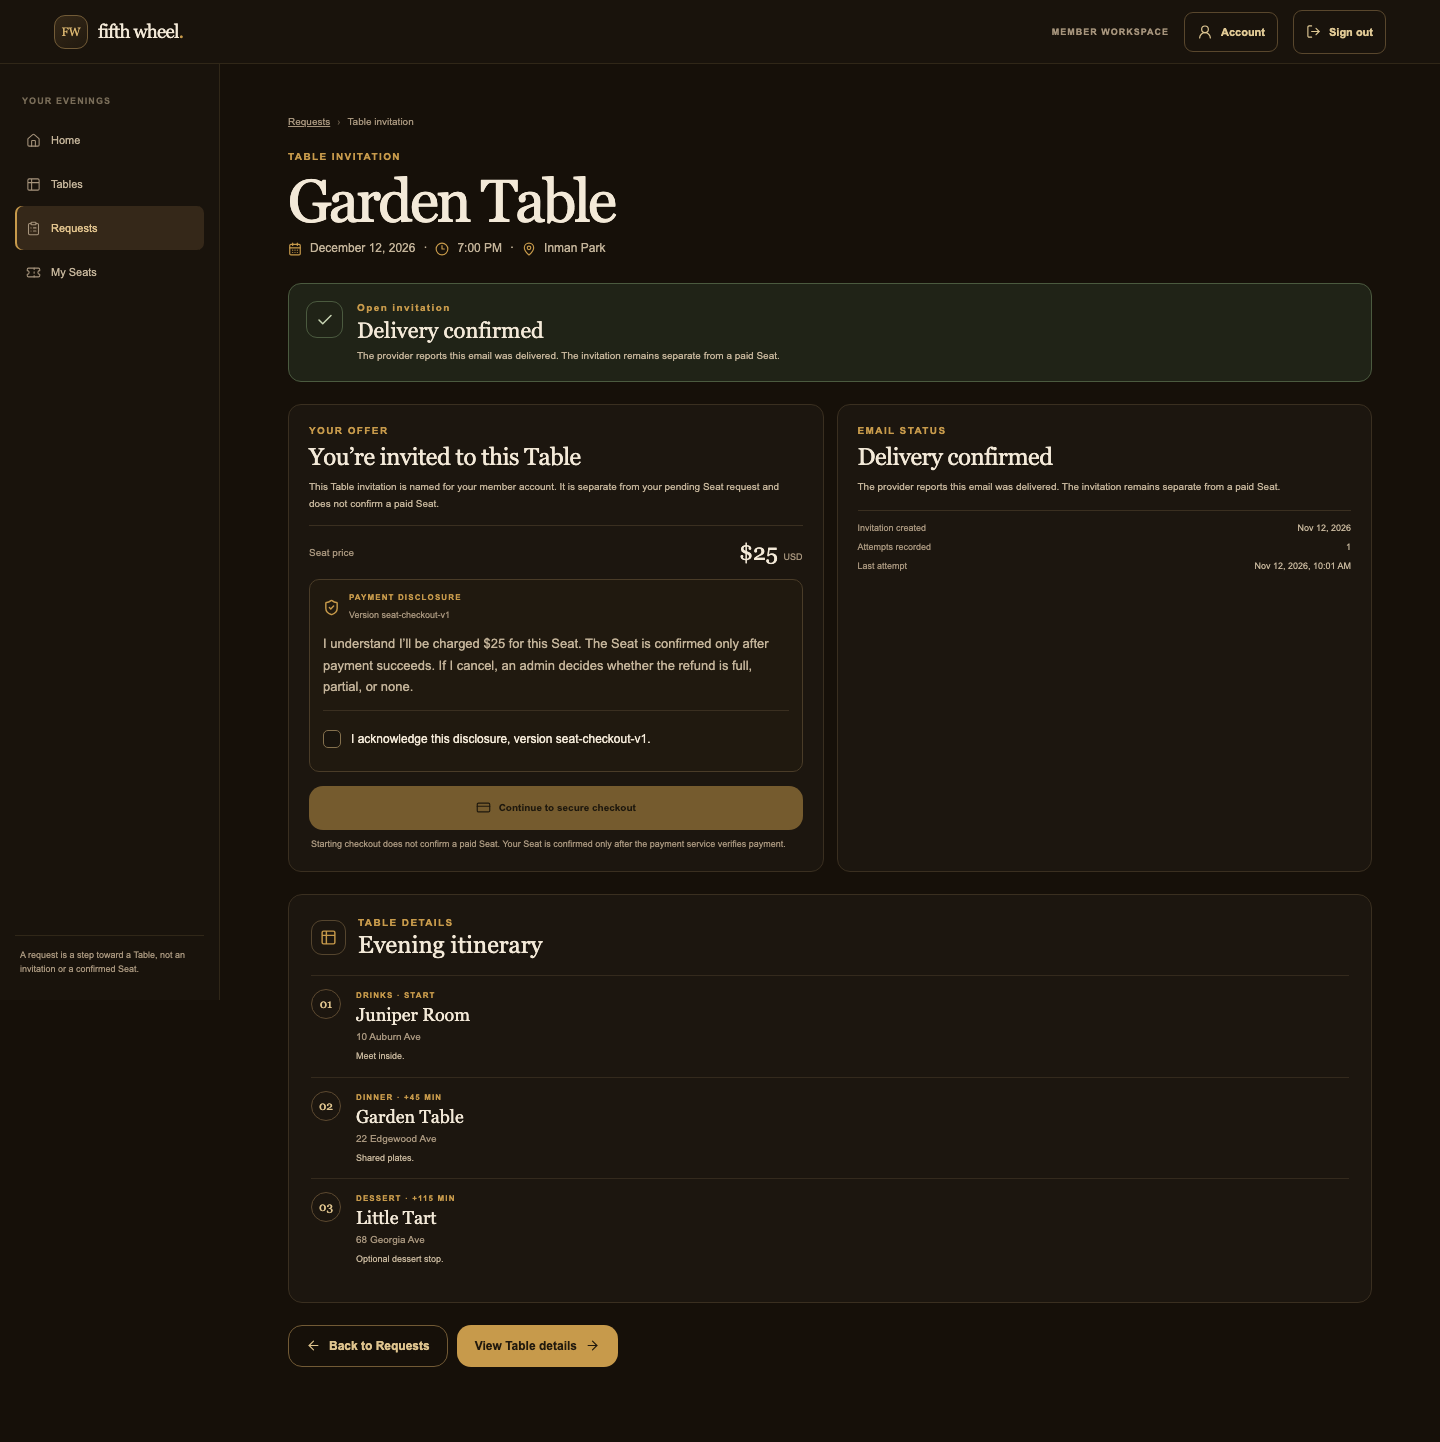 FW fifth wheel.
MEMBER WORKSPACE
Account
Sign out
YOUR EVENINGS
Home
Tables
Requests
My Seats
A request is a step toward a Table, not an
invitation or a confirmed Seat.
Requests › Table invitation
TABLE INVITATION
Garden Table
December 12, 2026 · 7:00 PM · Inman Park
Open invitation
Delivery confirmed
The provider reports this email was delivered. The invitation remains separate from a paid Seat.
YOUR OFFER
You’re invited to this Table
This Table invitation is named for your member account. It is separate from your pending Seat request and
does not confirm a paid Seat.
Seat price
$25 USD
PAYMENT DISCLOSURE
Version seat-checkout-v1
I understand I’ll be charged $25 for this Seat. The Seat is confirmed only after
payment succeeds. If I cancel, an admin decides whether the refund is full,
partial, or none.
I acknowledge this disclosure, version seat-checkout-v1.
Continue to secure checkout
Starting checkout does not confirm a paid Seat. Your Seat is confirmed only after the payment service verifies payment.
EMAIL STATUS
Delivery confirmed
The provider reports this email was delivered. The invitation remains separate from a paid Seat.
Invitation created Nov 12, 2026
Attempts recorded 1
Last attempt Nov 12, 2026, 10:01 AM
TABLE DETAILS
Evening itinerary
01
DRINKS · START
Juniper Room
10 Auburn Ave
Meet inside.
02
DINNER · +45 MIN
Garden Table
22 Edgewood Ave
Shared plates.
03
DESSERT · +115 MIN
Little Tart
68 Georgia Ave
Optional dessert stop.
Back to Requests
View Table details